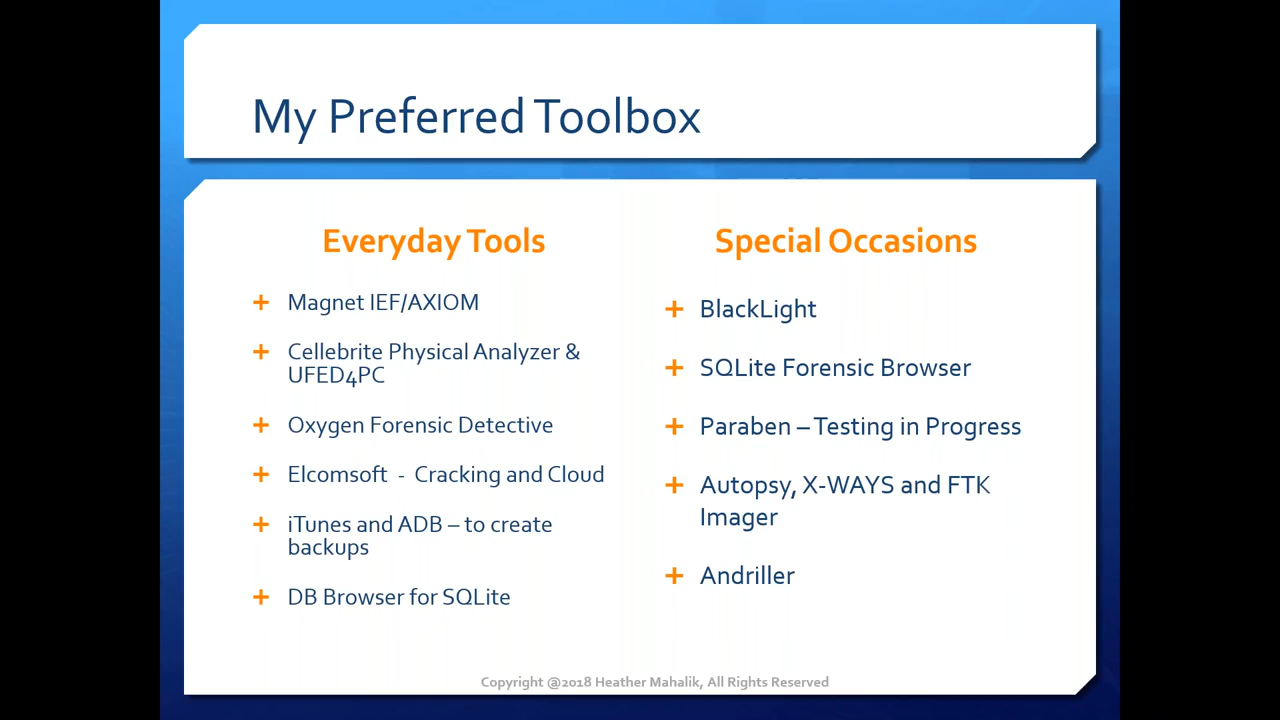 My Preferred Toolbox
Everyday Tools
+ Magnet IEF/AXIOM
+ Cellebrite Physical Analyzer &
UFED4PC
+ Oxygen Forensic Detective
+ Elcomsoft - Cracking and Cloud
+ iTunes and ADB – to create
backups
+ DB Browser for SQLite
Special Occasions
+ BlackLight
+ SQLite Forensic Browser
+ Paraben – Testing in Progress
+ Autopsy, X-WAYS and FTK
Imager
+ Andriller
Copyright @2018 Heather Mahalik, All Rights Reserved